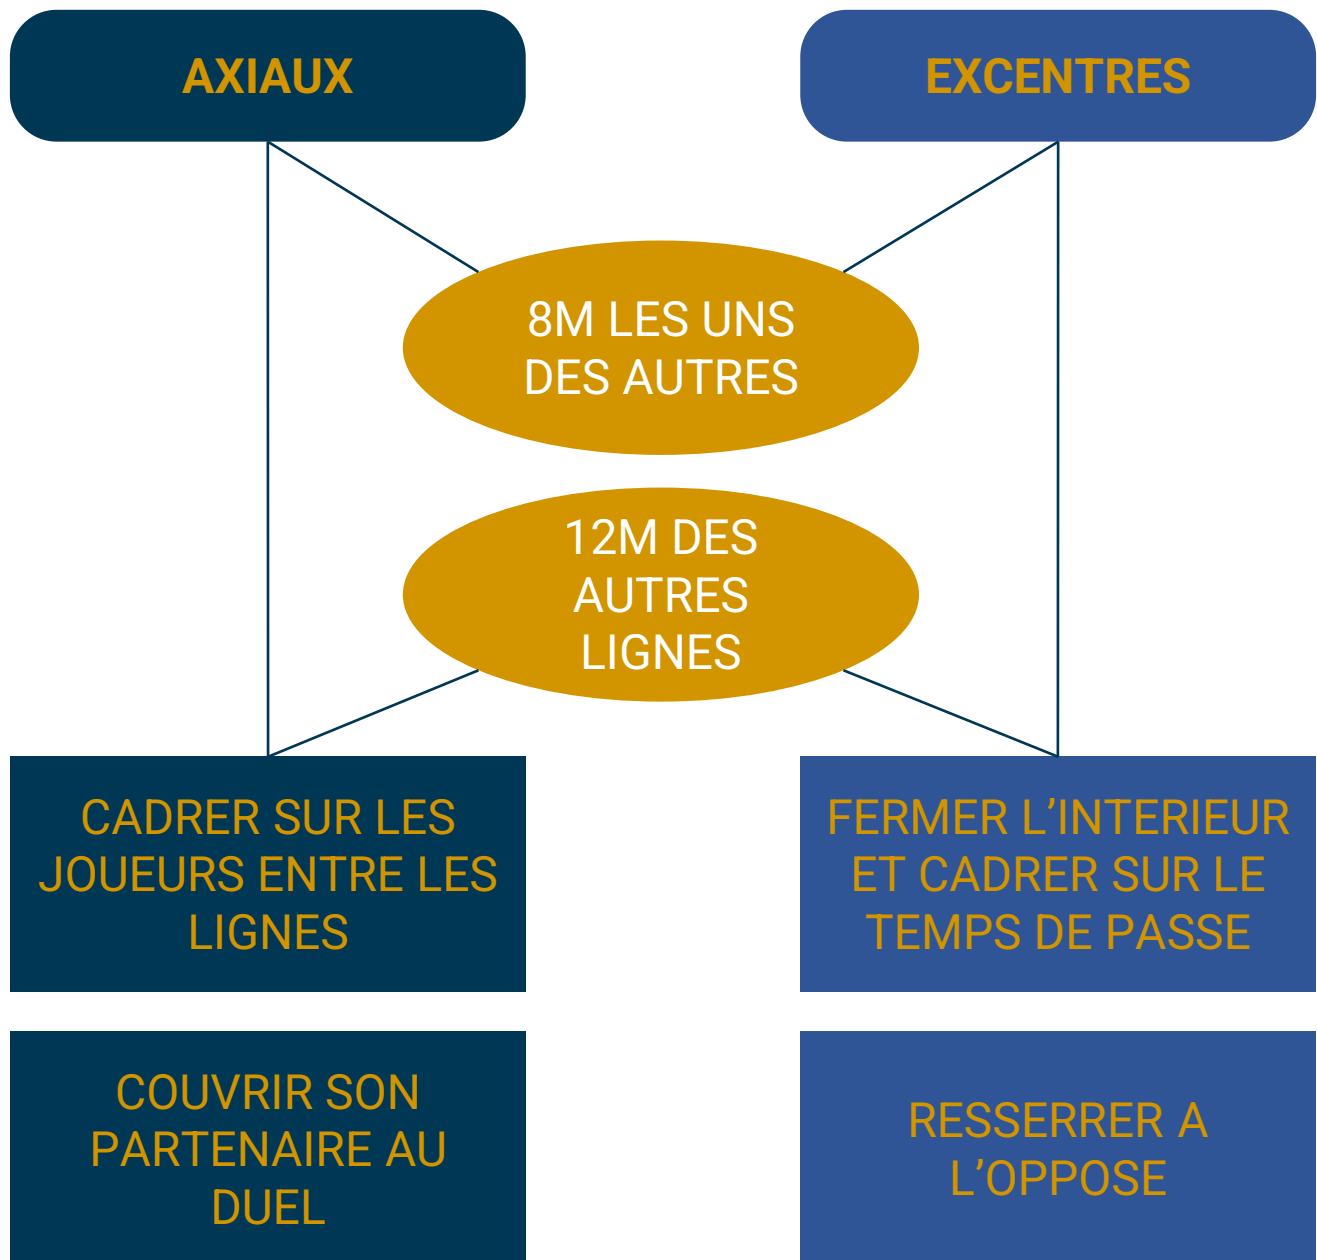 AXIAUX
EXCENTRES
8M LES UNS
DES AUTRES
12M DES
AUTRES
LIGNES
CADRER SUR LES
JOUEURS ENTRE LES
LIGNES
FERMER L’INTERIEUR
ET CADRER SUR LE
TEMPS DE PASSE
COUVRIR SON
PARTENAIRE AU
DUEL
RESSERRER A
L’OPPOSE